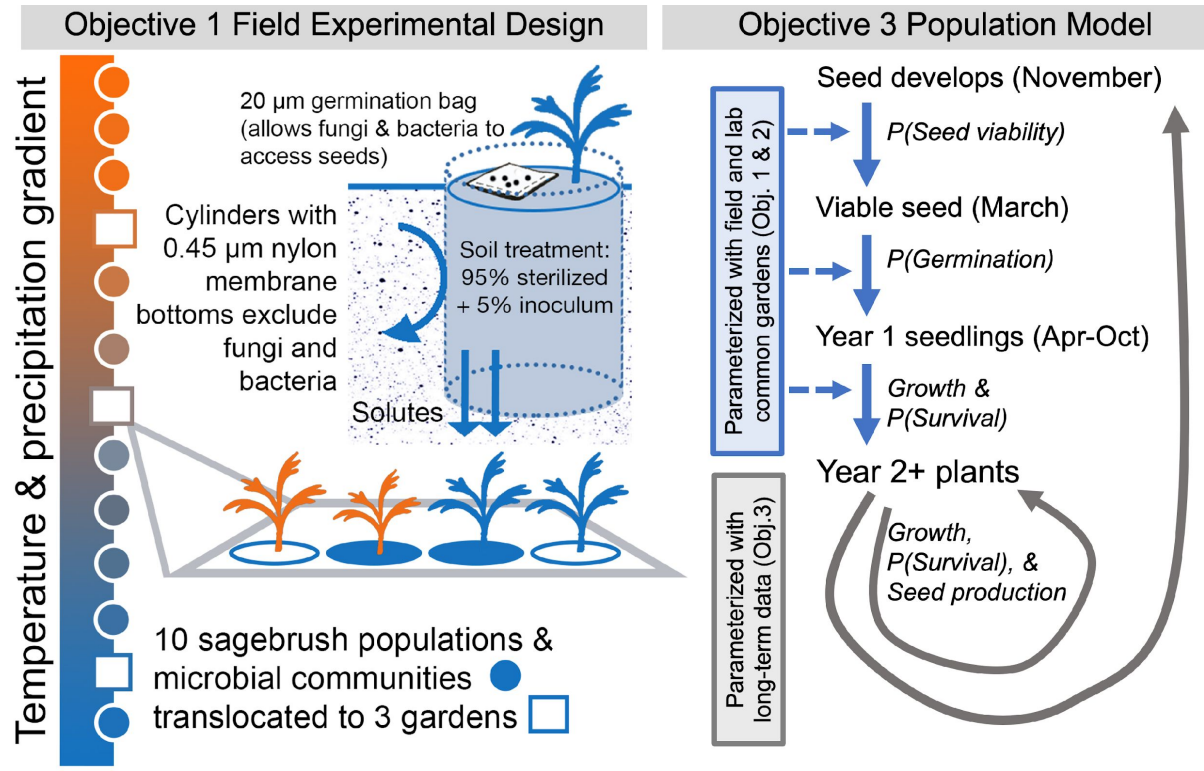 Objective 1 Field Experimental Design
Temperature & precipitation gradient
20 µm germination bag
(allows fungi & bacteria to
access seeds)
Cylinders with
0.45 µm nylon
membrane
bottoms exclude
fungi and
bacteria
Soil treatment:
95% sterilized
+ 5% inoculum
Solutes
10 sagebrush populations &
microbial communities
translocated to 3 gardens
Objective 3 Population Model
Parameterized with field and lab
common gardens (Obj. 1 & 2)
Seed develops (November)
P(Seed viability)
Viable seed (March)
P(Germination)
Year 1 seedlings (Apr-Oct)
Growth &
P(Survival)
Year 2+ plants
Parameterized with
long-term data (Obj.3)
Growth,
P(Survival), &
Seed production